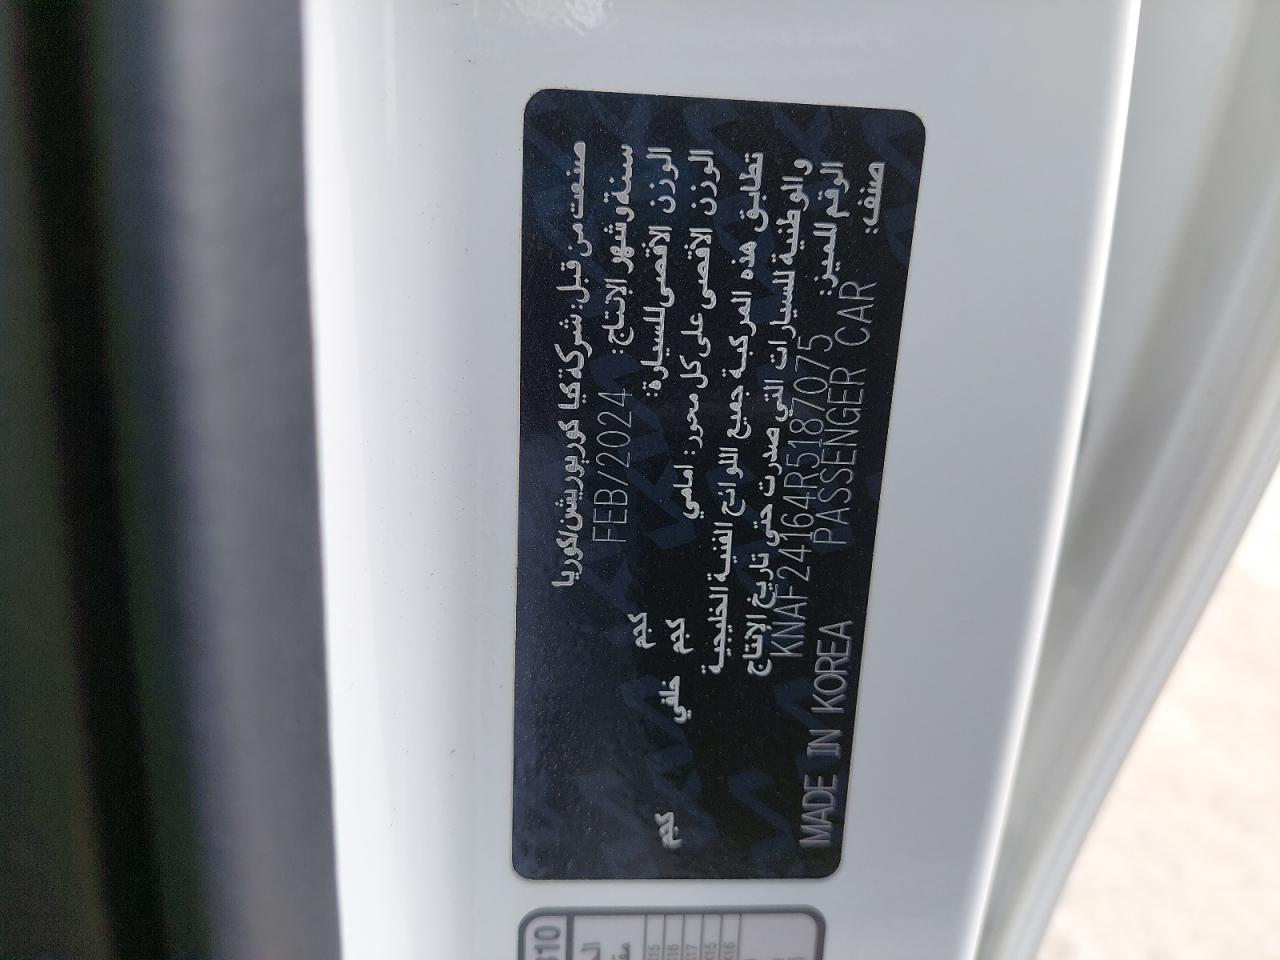 صنعت من قبل: شركة كيا كوربوريشن/كوريا
سنة وشهر الإنتاج: FEB/2024
الوزن الأقصى للسيارة: كجم
الوزن الأقصى على كل محور: امامي كجم خلفي كجم
تطابق هذه المركبة جميع اللوائح الفنية الخليجية
والوطنية للسيارات التي صدرت حتى تاريخ الإنتاج
الرقم المميز: KNAF24164R5187075
صنف: PASSENGER CAR
MADE IN KOREA